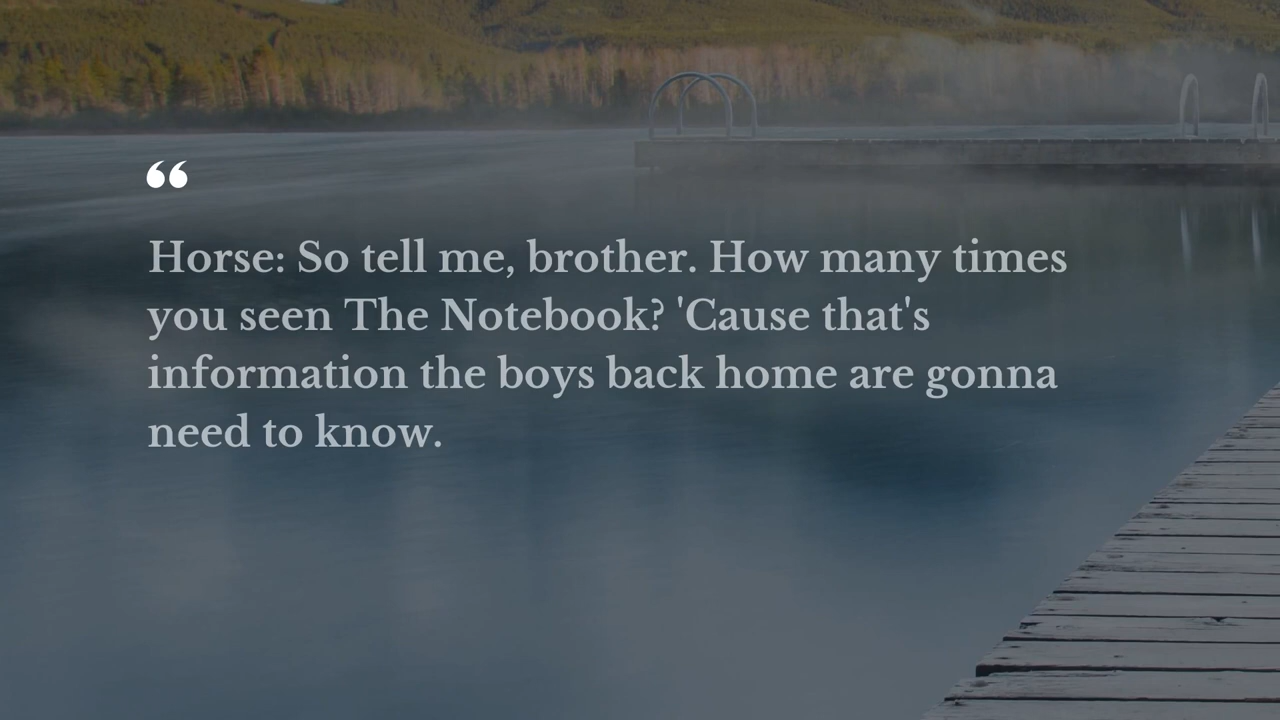 “
Horse: So tell me, brother. How many times
you seen The Notebook? 'Cause that's
information the boys back home are gonna
need to know.